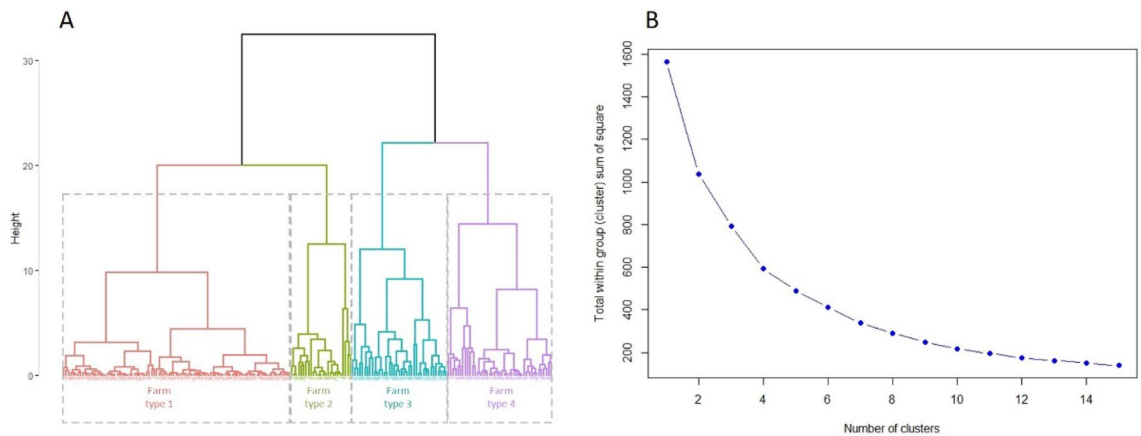 A
30
20
10
0
Height
Farm
type 1
Farm
type 2
Farm
type 3
Farm
type 4
B
1600
1400
1200
1000
800
600
400
200
Total within group (cluster) sum of square
2
4
6
8
10
12
14
Number of clusters